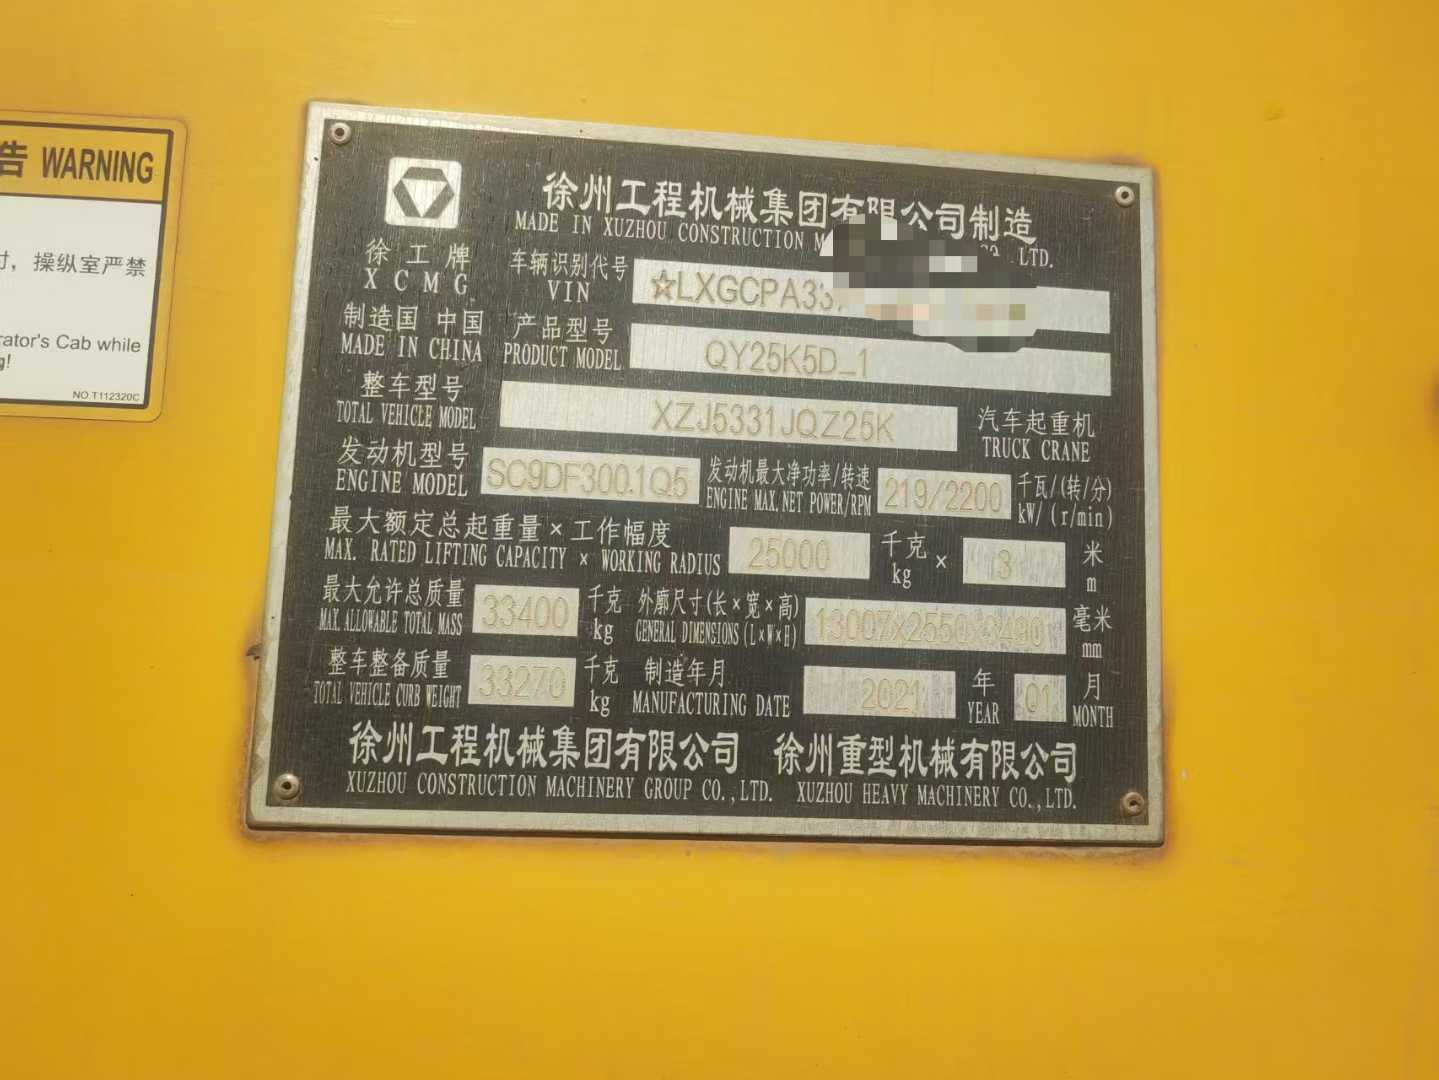 告 WARNING
时，操纵室严禁
rator's Cab while
g!
NO.T112320C
徐州工程机械集团有限公司制造
MADE IN XUZHOU CONSTRUCTION CO.,LTD.
徐工牌
XCMG
车辆识别代号
VIN
☆LXGCPA33
制造国 中国
MADE IN CHINA
产品型号
PRODUCT MODEL
QY25K5D_1
整车型号
TOTAL VEHICLE MODEL
XZJ5331JQZ25K
汽车起重机
TRUCK CRANE
发动机型号
ENGINE MODEL
SC9DF300.1Q5
发动机最大净功率/转速
ENGINE MAX.NET POWER/RPM
219/2200
千瓦/(转/分)
kW/(r/min)
最大额定总起重量×工作幅度
MAX. RATED LIFTING CAPACITY × WORKING RADIUS
25000
千克
kg
×
3
米
m
最大允许总质量
MAX. ALLOWABLE TOTAL MASS
33400
千克
kg
外廓尺寸(长×宽×高)
GENERAL DIMENSIONS(L×W×H)
13007X2550X3490
毫米
mm
整车整备质量
TOTAL VEHICLE CURB WEIGHT
33270
千克
kg
制造年月
MANUFACTURING DATE
2021
年
YEAR
01
月
MONTH
徐州工程机械集团有限公司 徐州重型机械有限公司
XUZHOU CONSTRUCTION MACHINERY GROUP CO.,LTD. XUZHOU HEAVY MACHINERY CO.,LTD.